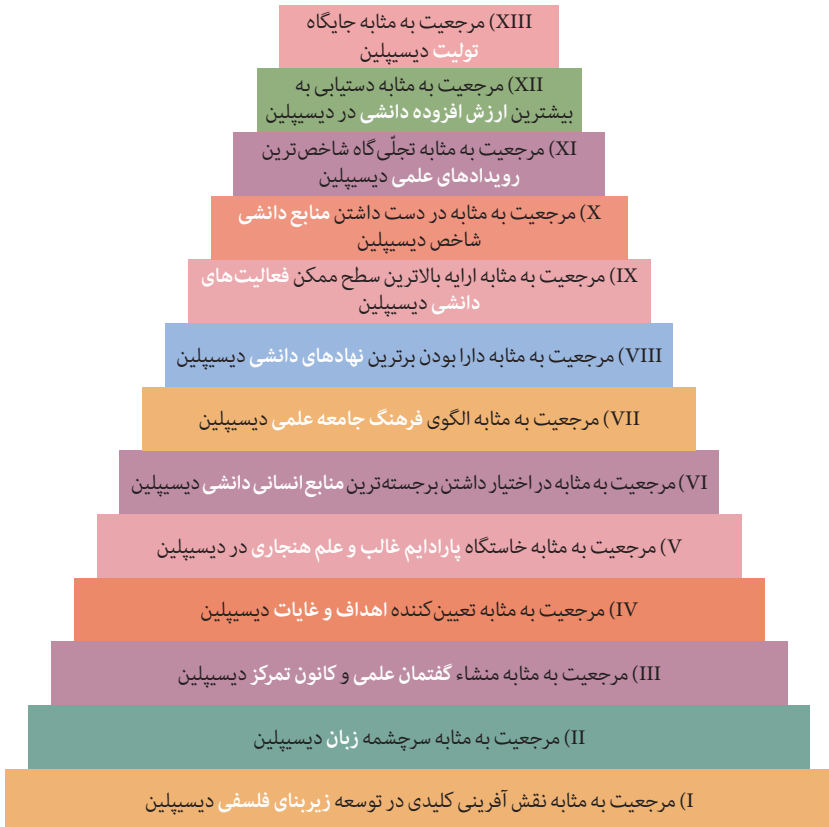 XIII) مرجعیت به مثابه جایگاه
تولیت دیسیپلین
XII) مرجعیت به مثابه دستیابی به
بیشترین ارزش افزوده دانشی در دیسیپلین
XI) مرجعیت به مثابه تجلّی‌گاه شاخص‌ترین
رویدادهای علمی دیسیپلین
X) مرجعیت به مثابه در دست داشتن منابع دانشی
شاخص دیسیپلین
IX) مرجعیت به مثابه ارایه بالاترین سطح ممکن فعالیت‌های
دانشی دیسیپلین
VIII) مرجعیت به مثابه دارا بودن برترین نهادهای دانشی دیسیپلین
VII) مرجعیت به مثابه الگوی فرهنگ جامعه علمی دیسیپلین
VI) مرجعیت به مثابه در اختیار داشتن برجسته‌ترین منابع انسانی دانشی دیسیپلین
V) مرجعیت به مثابه خاستگاه پارادایم غالب و علم هنجاری در دیسیپلین
IV) مرجعیت به مثابه تعیین‌کننده اهداف و غایات دیسیپلین
III) مرجعیت به مثابه منشاء گفتمان علمی و کانون تمرکز دیسیپلین
II) مرجعیت به مثابه سرچشمه زبان دیسیپلین
I) مرجعیت به مثابه نقش آفرینی کلیدی در توسعه زیربنای فلسفی دیسیپلین